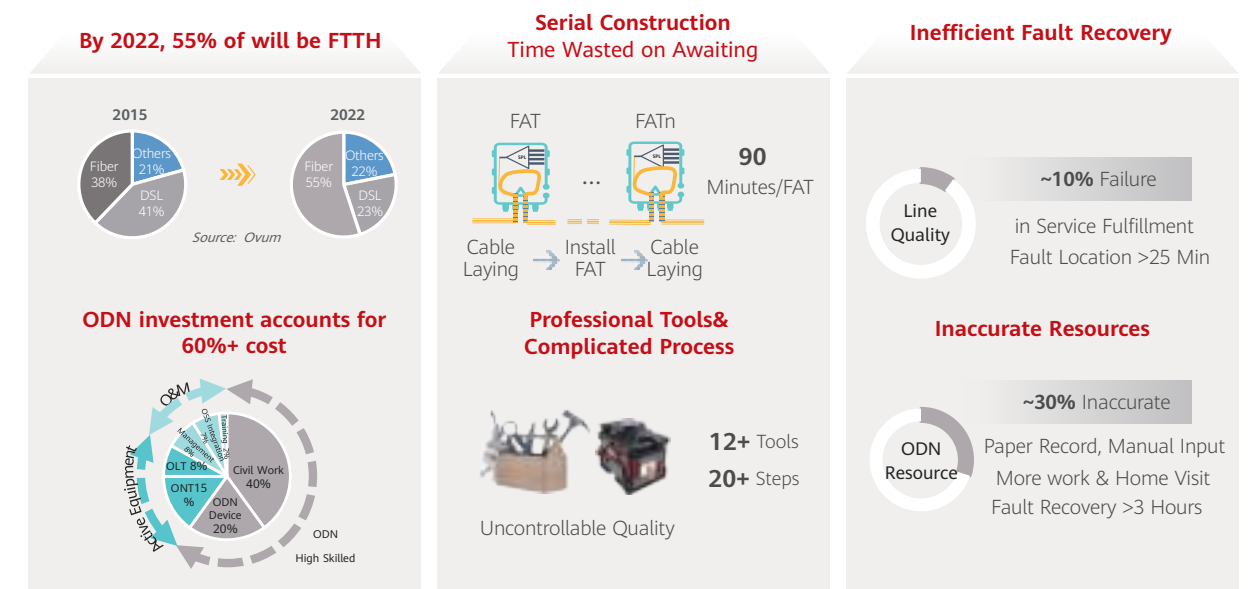 By 2022, 55% of will be FTTH
2015
2022
Fiber
38%
Others
21%
DSL
41%
Fiber
55%
Others
22%
DSL
23%
Source: Ovum
ODN investment accounts for
60%+ cost
O&M
Active Equipment
Training 2%
OSS Integration
7%
Management
8%
OLT 8%
ONT15
%
ODN
Device
20%
Civil Work
40%
ODN
High Skilled
Serial Construction
Time Wasted on Awaiting
FAT
FATn
SPL
SPL
...
90
Minutes/FAT
Cable
Laying
Install
FAT
Cable
Laying
Professional Tools&
Complicated Process
12+ Tools
20+ Steps
Uncontrollable Quality
Inefficient Fault Recovery
Line
Quality
~10% Failure
in Service Fulfillment
Fault Location >25 Min
Inaccurate Resources
ODN
Resource
~30% Inaccurate
Paper Record, Manual Input
More work & Home Visit
Fault Recovery >3 Hours